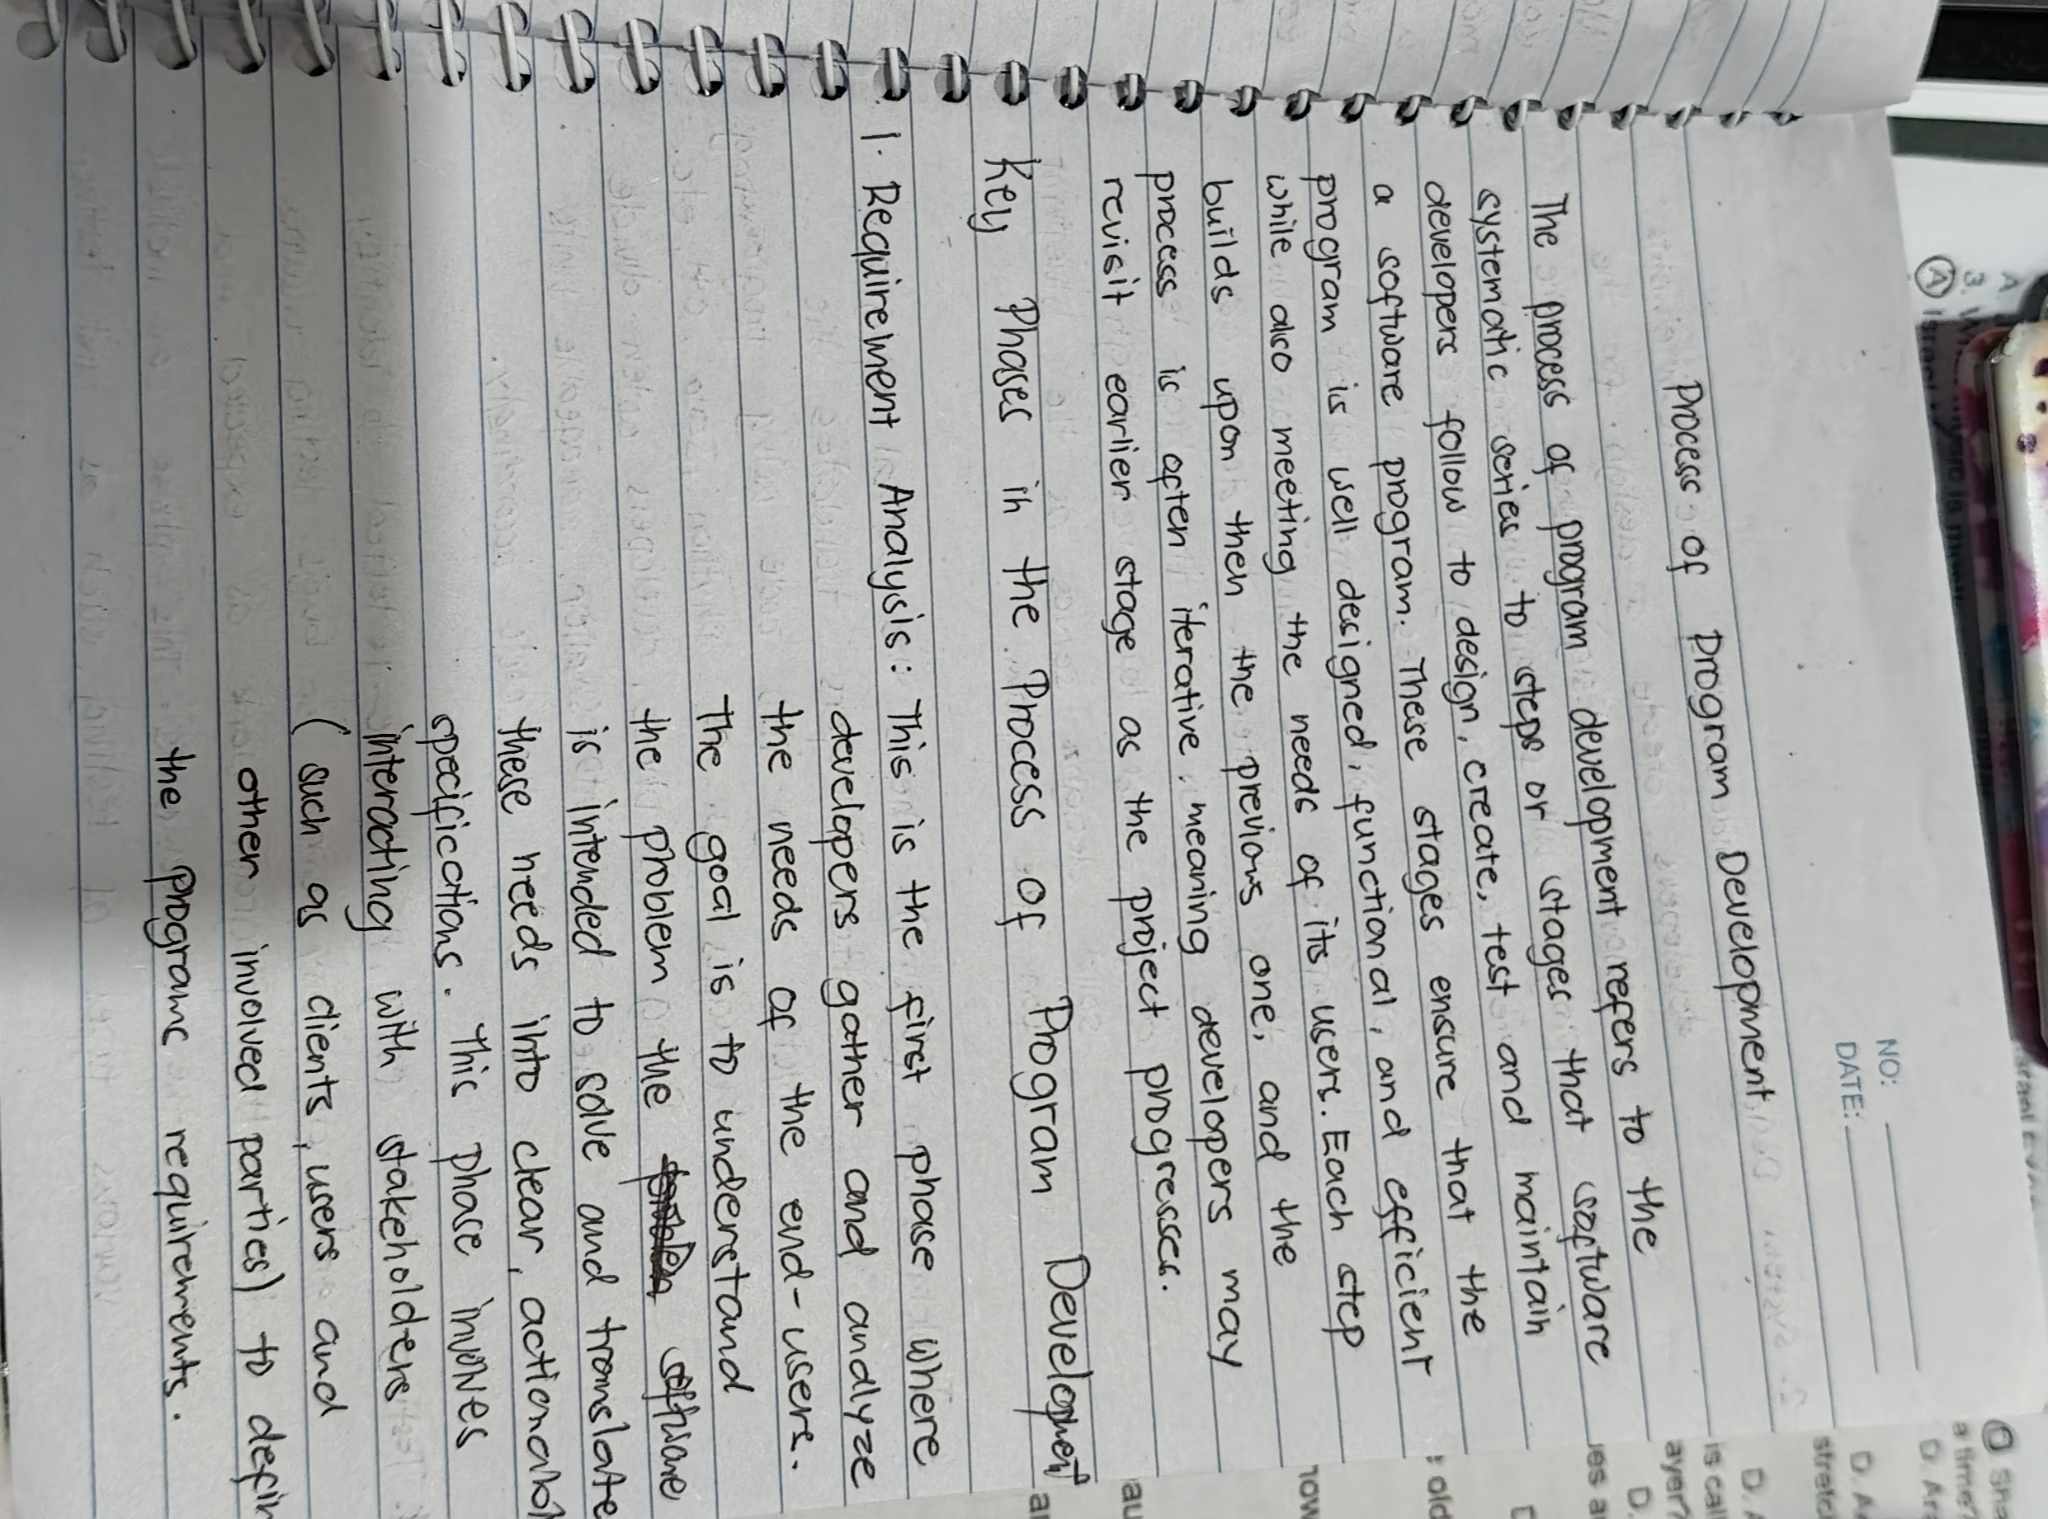 NO:
DATE:
Process of Program Development
The process of program development refers to the
systematic series to steps or stages that software
developers follow to design, create, test and maintain
a software program. These stages ensure that the
program is well designed, functional, and efficient
while also meeting the needs of its users. Each step
builds upon then the previous one, and the
process is often iterative, meaning developers may
revisit earlier stage as the project progresses.
Key Phases in the Process of Program Development
1. Requirement Analysis: This is the first phase where
developers gather and analyze
the needs of the end-users.
The goal is to understand
the problem the software
is intended to solve and translate
these needs into clear, actionabl
specifications. This phase involves
interacting with stakeholders
(such as clients, users and
other involved parties) to defin
the programs requirements.